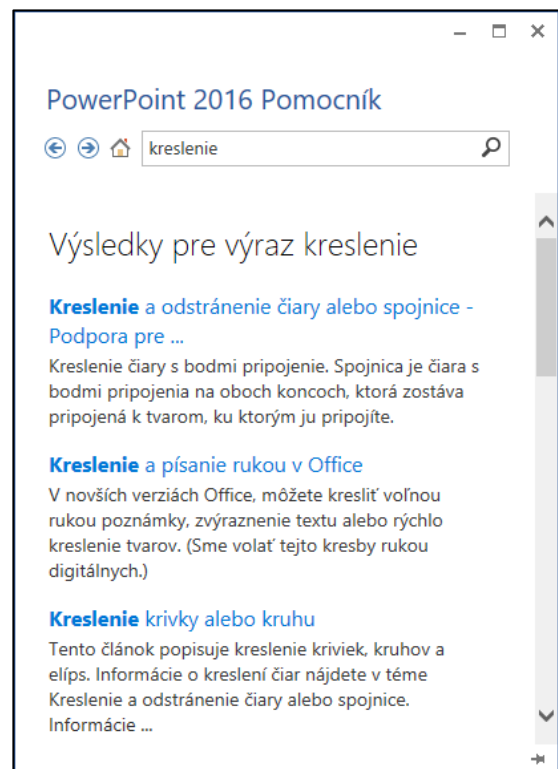 PowerPoint 2016 Pomocník
kreslenie
Výsledky pre výraz kreslenie
Kreslenie a odstránenie čiary alebo spojnice -
Podpora pre ...
Kreslenie čiary s bodmi pripojenie. Spojnica je čiara s
bodmi pripojenia na oboch koncoch, ktorá zostáva
pripojená k tvarom, ku ktorým ju pripojíte.
Kreslenie a písanie rukou v Office
V novších verziách Office, môžete kresliť voľnou
rukou poznámky, zvýraznenie textu alebo rýchlo
kreslenie tvarov. (Sme volať tejto kresby rukou
digitálnych.)
Kreslenie krivky alebo kruhu
Tento článok popisuje kreslenie kriviek, kruhov a
elíps. Informácie o kreslení čiar nájdete v téme
Kreslenie a odstránenie čiary alebo spojnice.
Informácie ...